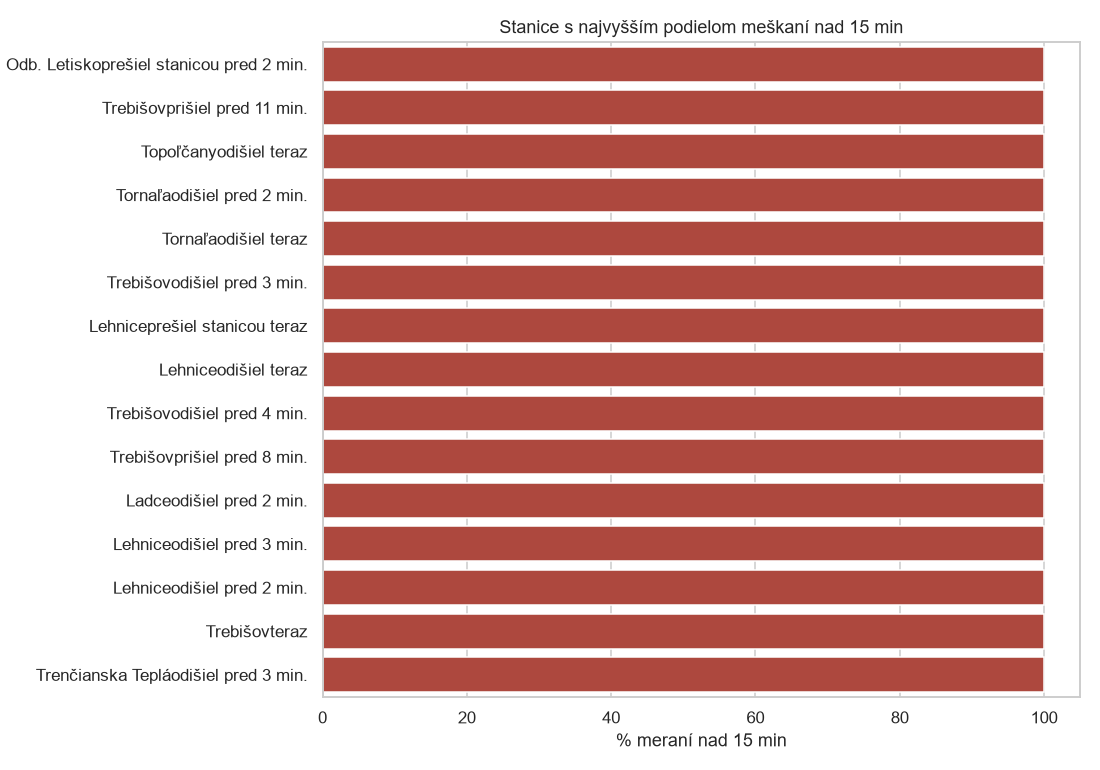 Stanice s najvyšším podielom meškaní nad 15 min
Odb. Letiskoprešiel stanicou pred 2 min.
Trebišovprišiel pred 11 min.
Topoľčanyodišiel teraz
Tornaľaodišiel pred 2 min.
Tornaľaodišiel teraz
Trebišovodišiel pred 3 min.
Lehniceprešiel stanicou teraz
Lehniceodišiel teraz
Trebišovodišiel pred 4 min.
Trebišovprišiel pred 8 min.
Ladceodišiel pred 2 min.
Lehniceodišiel pred 3 min.
Lehniceodišiel pred 2 min.
Trebišovteraz
Trenčianska Tepláodišiel pred 3 min.
0 20 40 60 80 100
% meraní nad 15 min